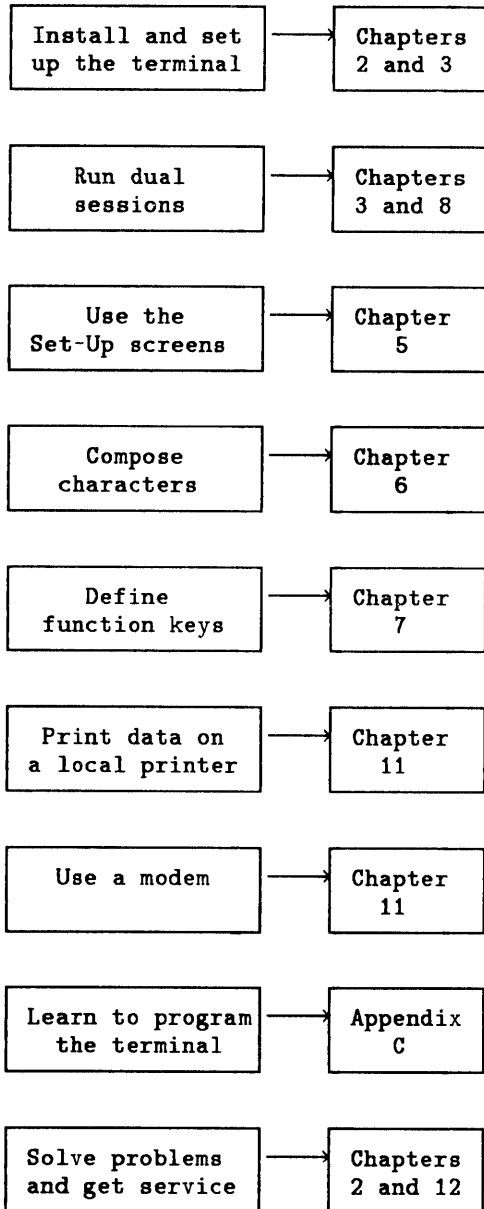 Install and set
up the terminal
Chapters
2 and 3
Run dual
sessions
Chapters
3 and 8
Use the
Set-Up screens
Chapter
5
Compose
characters
Chapter
6
Define
function keys
Chapter
7
Print data on
a local printer
Chapter
11
Use a modem
Chapter
11
Learn to program
the terminal
Appendix
C
Solve problems
and get service
Chapters
2 and 12